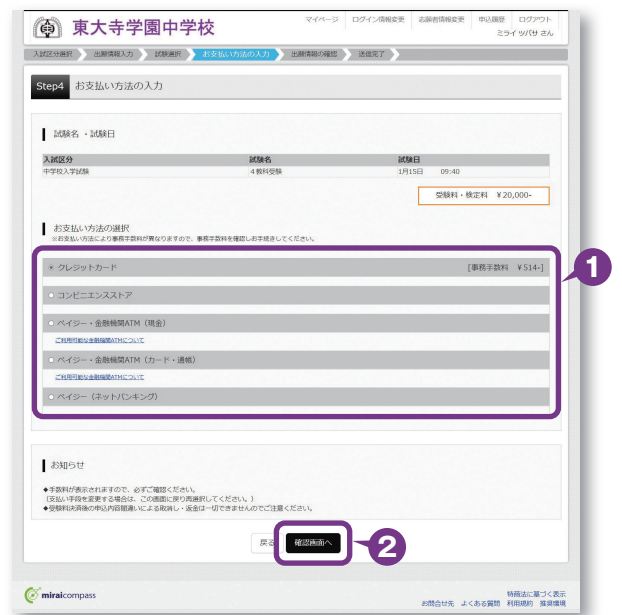 東大寺学園中学校
マイページ ログイン情報変更 志願者情報変更 申込履歴 ログアウト
ミライ ツバサ さん
入試区分選択 出願情報入力 試験選択 お支払い方法の入力 出願情報の確認 送信完了
Step4 お支払い方法の入力
試験名・試験日
入試区分 試験名 試験日
中学校入学試験 4教科受験 1月15日 09:40
受験料・検定料 ¥20,000-
お支払い方法の選択
※お支払い方法により事務手数料が異なりますので、事務手数料を確認しお手続きしてください。
クレジットカード [事務手数料 ¥514-]
1
コンビニエンスストア
ペイジー・金融機関ATM(現金)
ご利用可能な金融機関ATMについて
ペイジー・金融機関ATM(カード・通帳)
ご利用可能な金融機関ATMについて
ペイジー(ネットバンキング)
お知らせ
◆手数料が表示されますので、必ずご確認ください。
(支払い手段を変更する場合は、この画面に戻り再選択してください。)
◆受験料決済後の申込内容間違いによる取消し・返金は一切できませんのでご注意ください。
戻る 確認画面へ 2
miraicompass
特商法に基づく表示
お問合せ先 よくある質問 利用規約 推奨環境